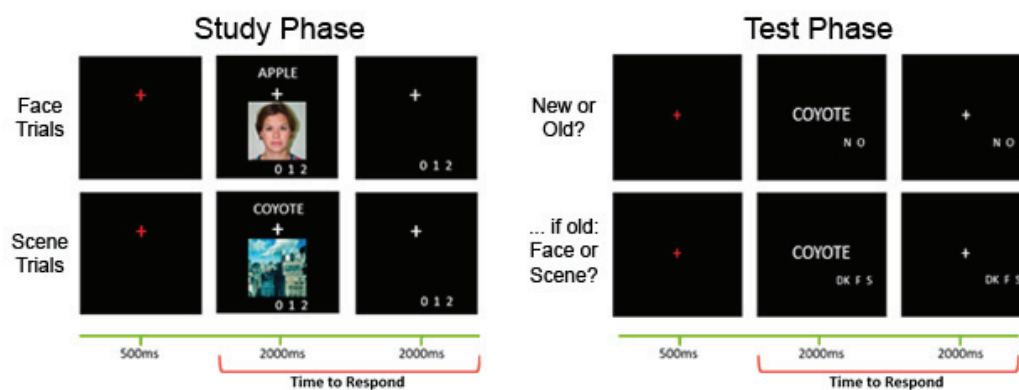 Study Phase
Face
Trials
APPLE
0 1 2
0 1 2
Scene
Trials
COYOTE
0 1 2
0 1 2
500ms
2000ms
2000ms
Time to Respond
Test Phase
New or
Old?
COYOTE
N O
N O
... if old:
Face or
Scene?
COYOTE
DK F S
DK F S
2000ms
2000ms
Time to Respond